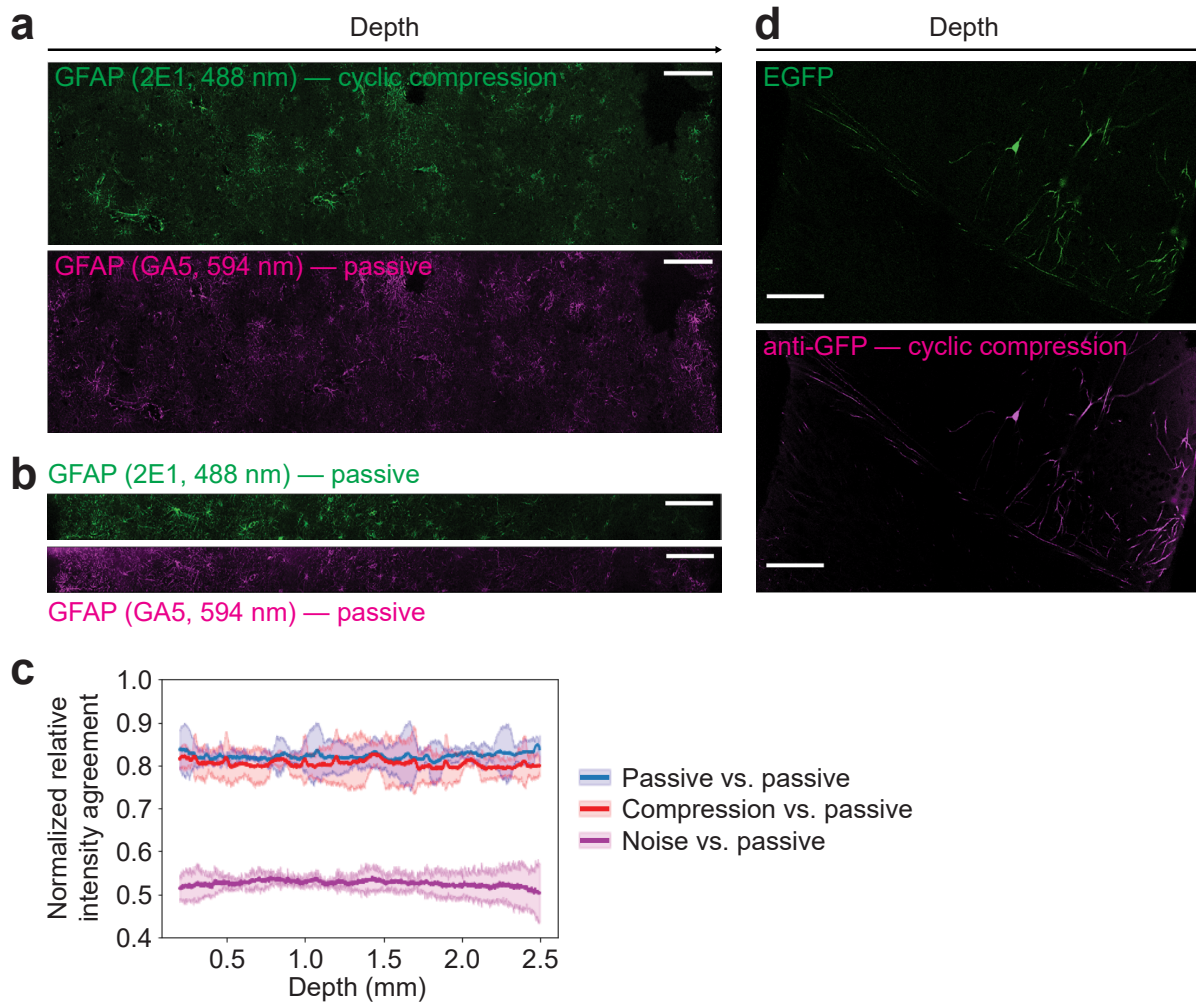 a
Depth
GFAP (2E1, 488 nm) — cyclic compression
GFAP (GA5, 594 nm) — passive
b
GFAP (2E1, 488 nm) — passive
GFAP (GA5, 594 nm) — passive
c
Normalized relative
intensity agreement
1.0
0.9
0.8
0.7
0.6
0.5
0.4
0.5
1.0
1.5
2.0
2.5
Depth (mm)
Passive vs. passive
Compression vs. passive
Noise vs. passive
d
Depth
EGFP
anti-GFP — cyclic compression